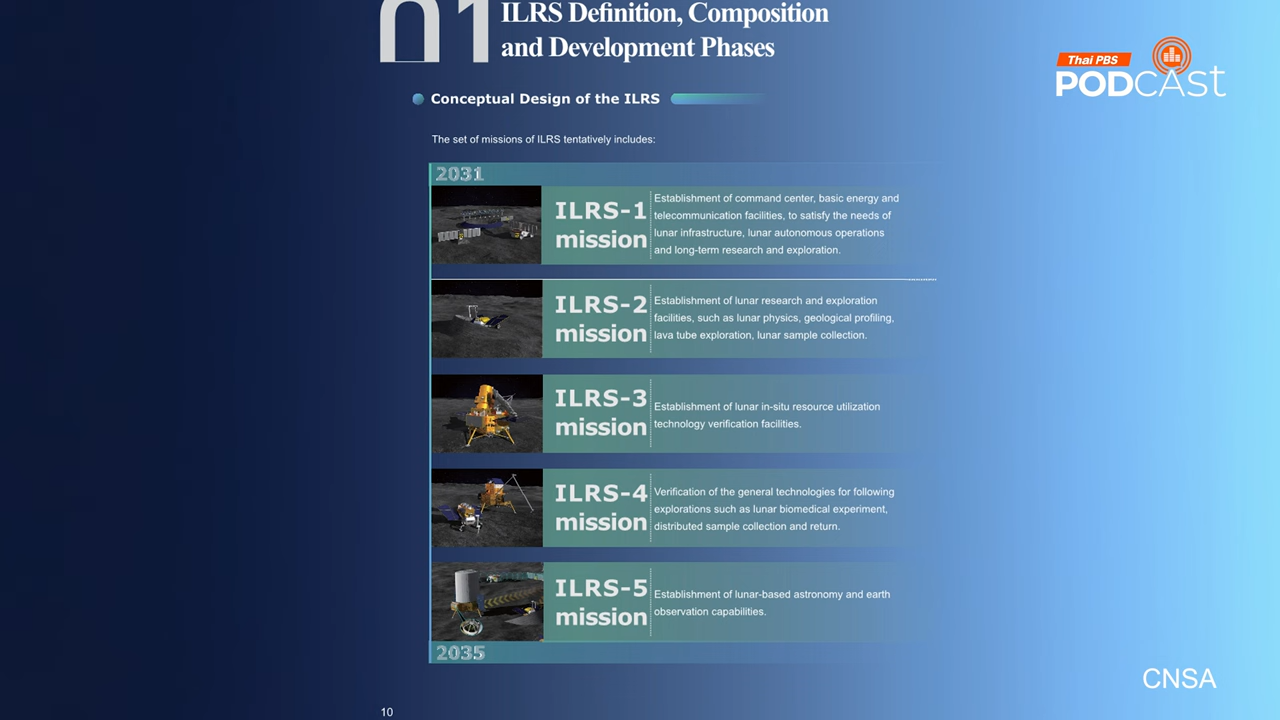 01
ILRS Definition, Composition
and Development Phases
Thai PBS
PODCASt
Conceptual Design of the ILRS
The set of missions of ILRS tentatively includes:
2031
ILRS-1
mission
Establishment of command center, basic energy and
telecommunication facilities, to satisfy the needs of
lunar infrastructure, lunar autonomous operations
and long-term research and exploration.
ILRS-2
mission
Establishment of lunar research and exploration
facilities, such as lunar physics, geological profiling,
lava tube exploration, lunar sample collection.
ILRS-3
mission
Establishment of lunar in-situ resource utilization
technology verification facilities.
ILRS-4
mission
Verification of the general technologies for following
explorations such as lunar biomedical experiment,
distributed sample collection and return.
ILRS-5
mission
Establishment of lunar-based astronomy and earth
observation capabilities.
2035
CNSA
10